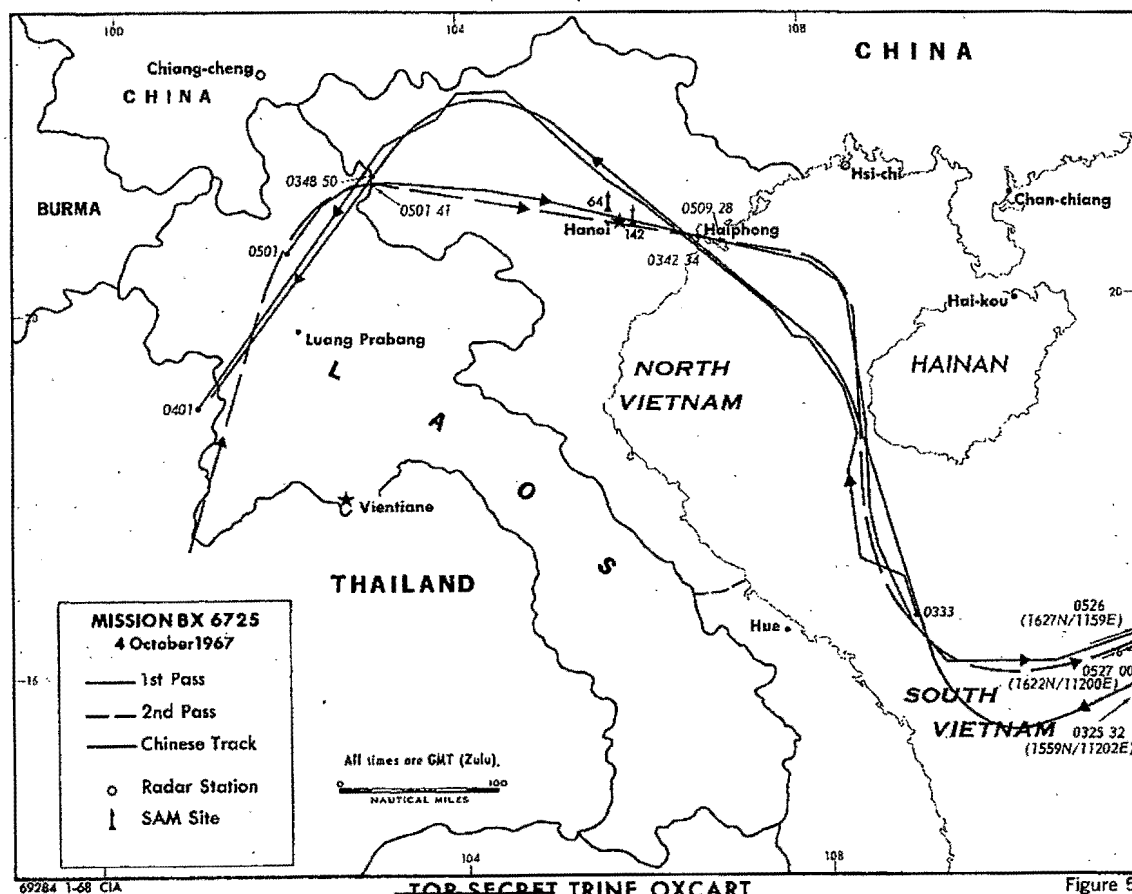 100
104
108
CHINA
Chiang-cheng
CHINA
Hsi-chi
0348 50
64
0509 28
Chan-chiang
BURMA
0501 41
Hanoi
Haiphong
142
0501
0342 34
Hai-kou
20
20
Luang Prabang
HAINAN
L
NORTH
VIETNAM
0401
A
O
Vientiane
S
THAILAND
0333
0526
(1627N/1159E)
Hue
0527 00
(1622N/11200E)
16
SOUTH
VIETNAM
0325 32
(1559N/11202E)
MISSION BX 6725
4 October 1967
1st Pass
2nd Pass
Chinese Track
Radar Station
SAM Site
All times are GMT (Zulu).
0 100
NAUTICAL MILES
104
108
69284 1-68 CIA
TOP SECRET TRINE OXCART
Figure